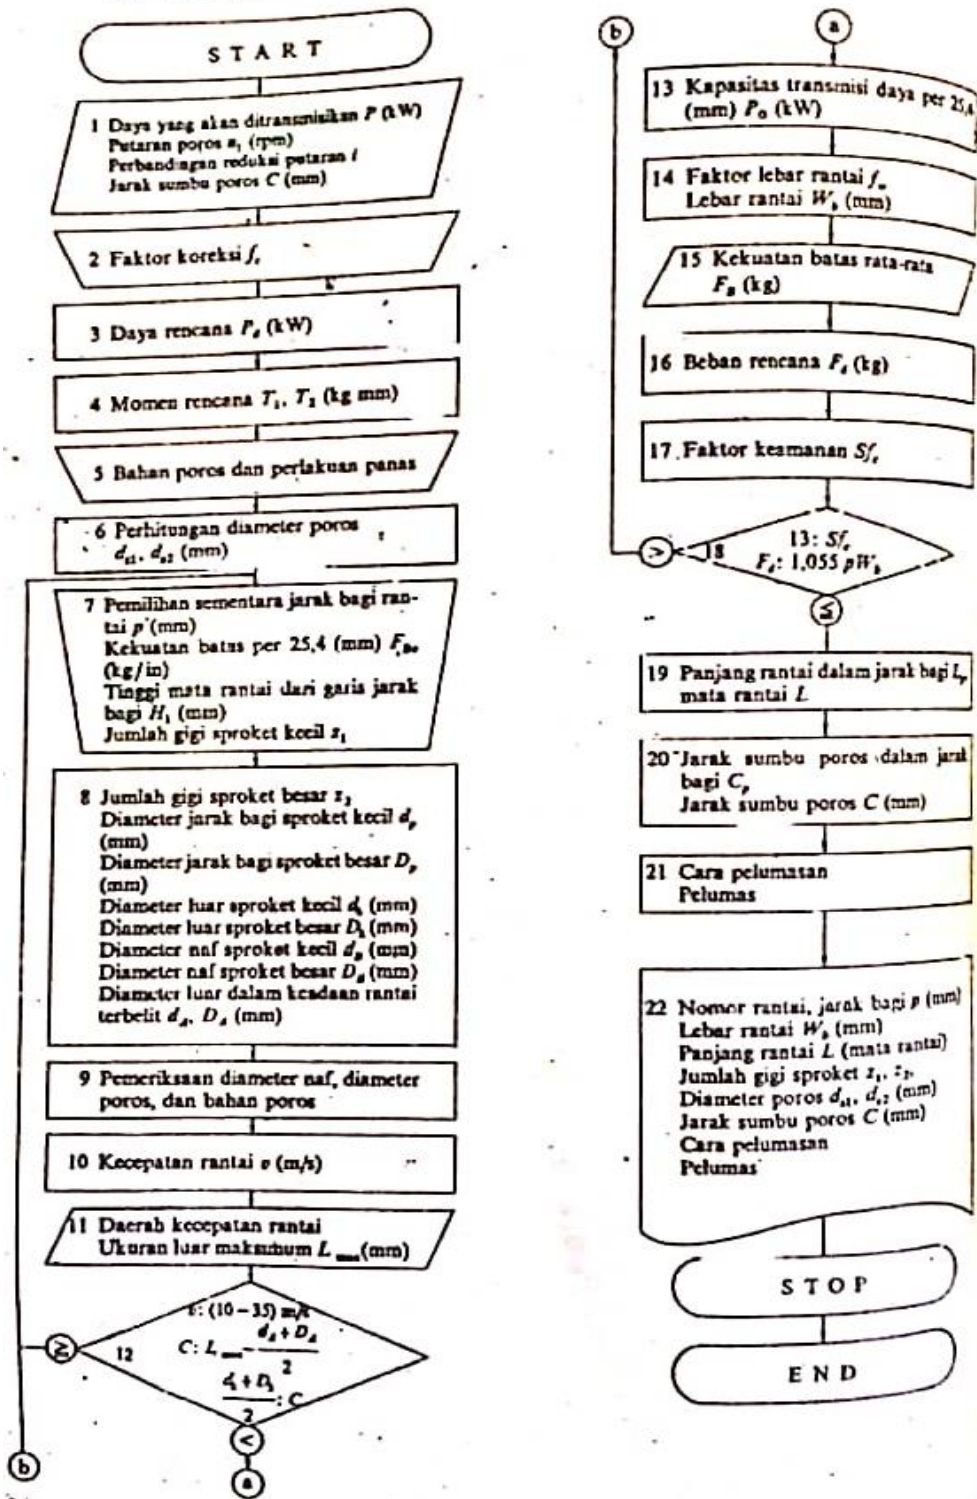 START
1 Daya yang akan ditransmisikan P (kW)
Putaran poros n₁ (rpm)
Perbandingan reduksi putaran i
Jarak sumbu poros C (mm)
2 Faktor koreksi f_c
3 Daya rencana P_d (kW)
4 Momen rencana T₁, T₂ (kg mm)
5 Bahan poros dan perlakuan panas
6 Perhitungan diameter poros
d_s1, d_s2 (mm)
7 Pemilihan sementara jarak bagi ran-
tai p (mm)
Kekuatan batas per 25,4 (mm) F_Bo
(kg/in)
Tinggi mata rantai dari garis jarak
bagi H₁ (mm)
Jumlah gigi sproket kecil z₁
8 Jumlah gigi sproket besar z₂
Diameter jarak bagi sproket kecil d_p
(mm)
Diameter jarak bagi sproket besar D_p
(mm)
Diameter luar sproket kecil d_k (mm)
Diameter luar sproket besar D_k (mm)
Diameter naf sproket kecil d_B (mm)
Diameter naf sproket besar D_B (mm)
Diameter luar dalam keadaan rantai
terbelit d_A, D_A (mm)
9 Pemeriksaan diameter naf, diameter
poros, dan bahan poros
10 Kecepatan rantai v (m/s)
11 Daerah kecepatan rantai
Ukuran luar maksimum L_max (mm)
12
v: (10 – 35) m/s
C: L_max – (d_A + D_A)/2
(d_k + D_k)/2 : C
≥
<
b
a
b
a
13 Kapasitas transmisi daya per 25,4
(mm) P₀ (kW)
14 Faktor lebar rantai f_w
Lebar rantai W_b (mm)
15 Kekuatan batas rata-rata
F_B (kg)
16 Beban rencana F_d (kg)
17 Faktor keamanan Sf_c
> 18
13: Sf_c
F_d: 1,055 pW_b
≤
19 Panjang rantai dalam jarak bagi L_p
mata rantai L
20 Jarak sumbu poros dalam jarak
bagi C_p
Jarak sumbu poros C (mm)
21 Cara pelumasan
Pelumas
22 Nomor rantai, jarak bagi p (mm)
Lebar rantai W_b (mm)
Panjang rantai L (mata rantai)
Jumlah gigi sproket z₁, z₂,
Diameter poros d_s1, d_s2 (mm)
Jarak sumbu poros C (mm)
Cara pelumasan
Pelumas
STOP
END